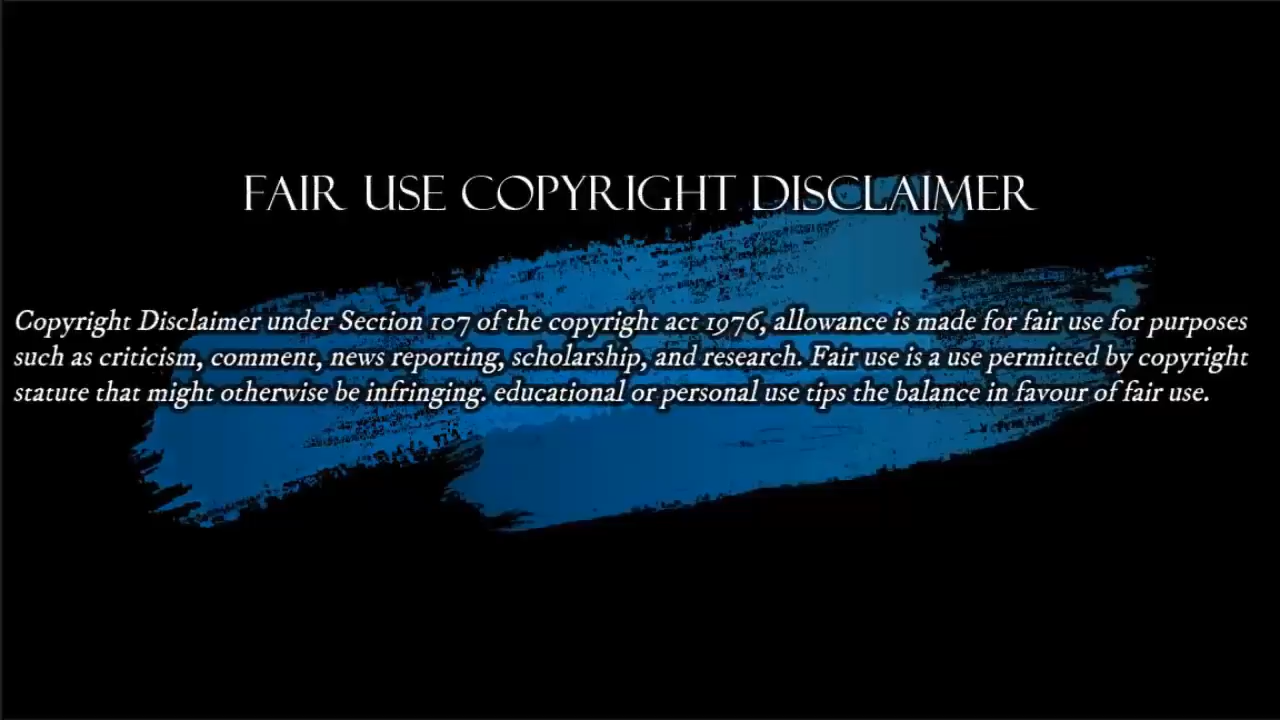 FAIR USE COPYRIGHT DISCLAIMER
Copyright Disclaimer under Section 107 of the copyright act 1976, allowance is made for fair use for purposes
such as criticism, comment, news reporting, scholarship, and research. Fair use is a use permitted by copyright
statute that might otherwise be infringing. educational or personal use tips the balance in favour of fair use.